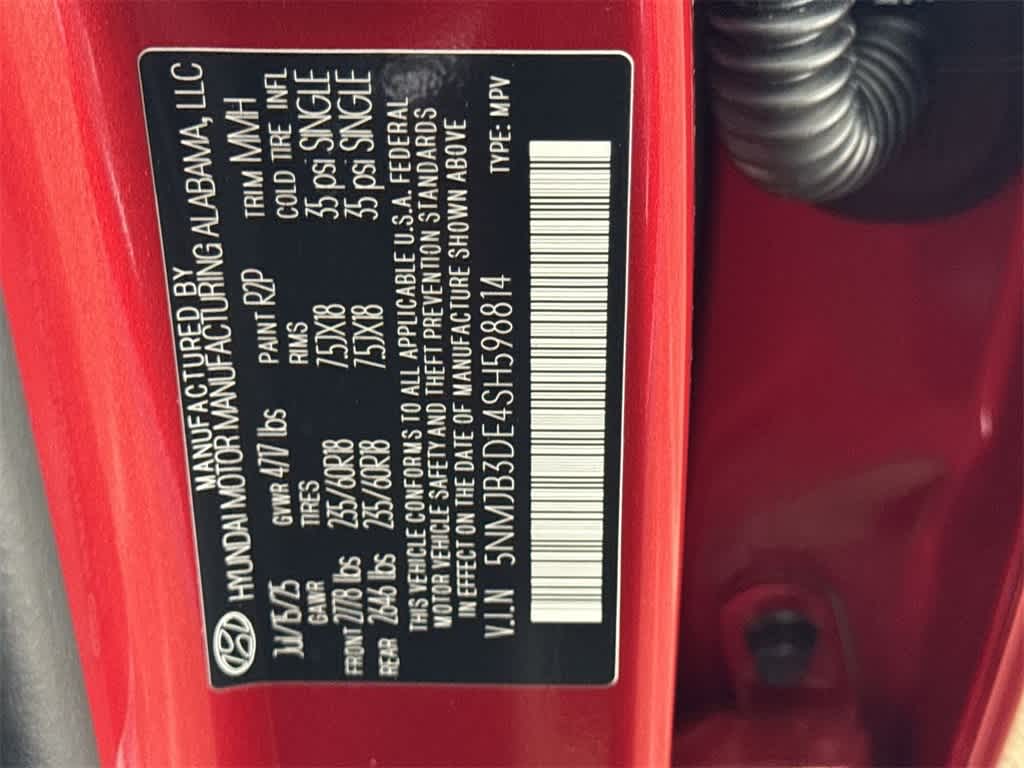 MANUFACTURED BY
HYUNDAI MOTOR MANUFACTURING ALABAMA, LLC
GVWR 4717 lbs PAINT R2P TRIM MMH
GAWR TIRES RIMS COLD TIRE INFL
FRONT 2778 lbs 235/60R18 7.5JX18 35 psi SINGLE
REAR 2646 lbs 235/60R18 7.5JX18 35 psi SINGLE
THIS VEHICLE CONFORMS TO ALL APPLICABLE U.S.A. FEDERAL
MOTOR VEHICLE SAFETY AND THEFT PREVENTION STANDARDS
IN EFFECT ON THE DATE OF MANUFACTURE SHOWN ABOVE
V.I.N 5NMJB3DE4SH598814 TYPE: MPV